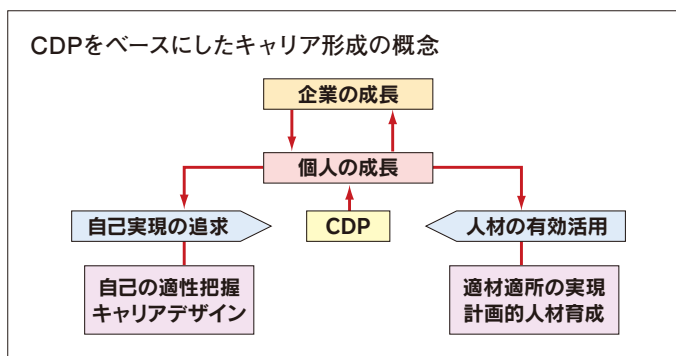 CDPをベースにしたキャリア形成の概念
企業の成長
個人の成長
自己実現の追求
CDP
人材の有効活用
自己の適性把握
キャリアデザイン
適材適所の実現
計画的人材育成